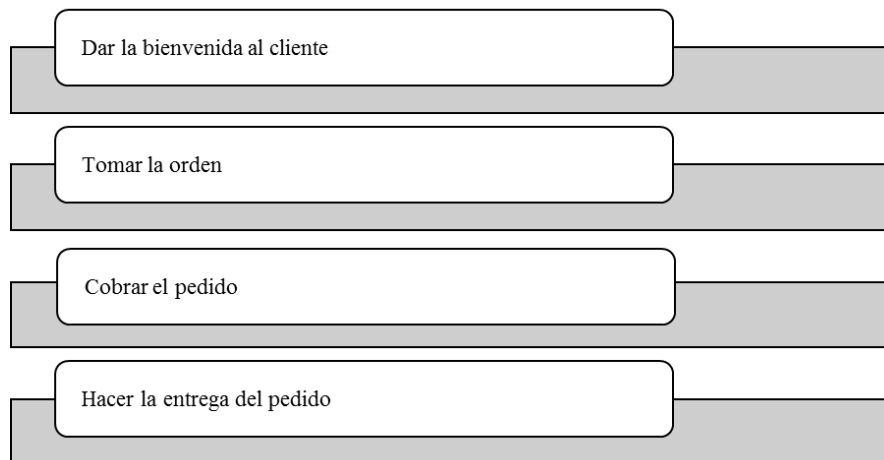 Dar la bienvenida al cliente
Tomar la orden
Cobrar el pedido
Hacer la entrega del pedido